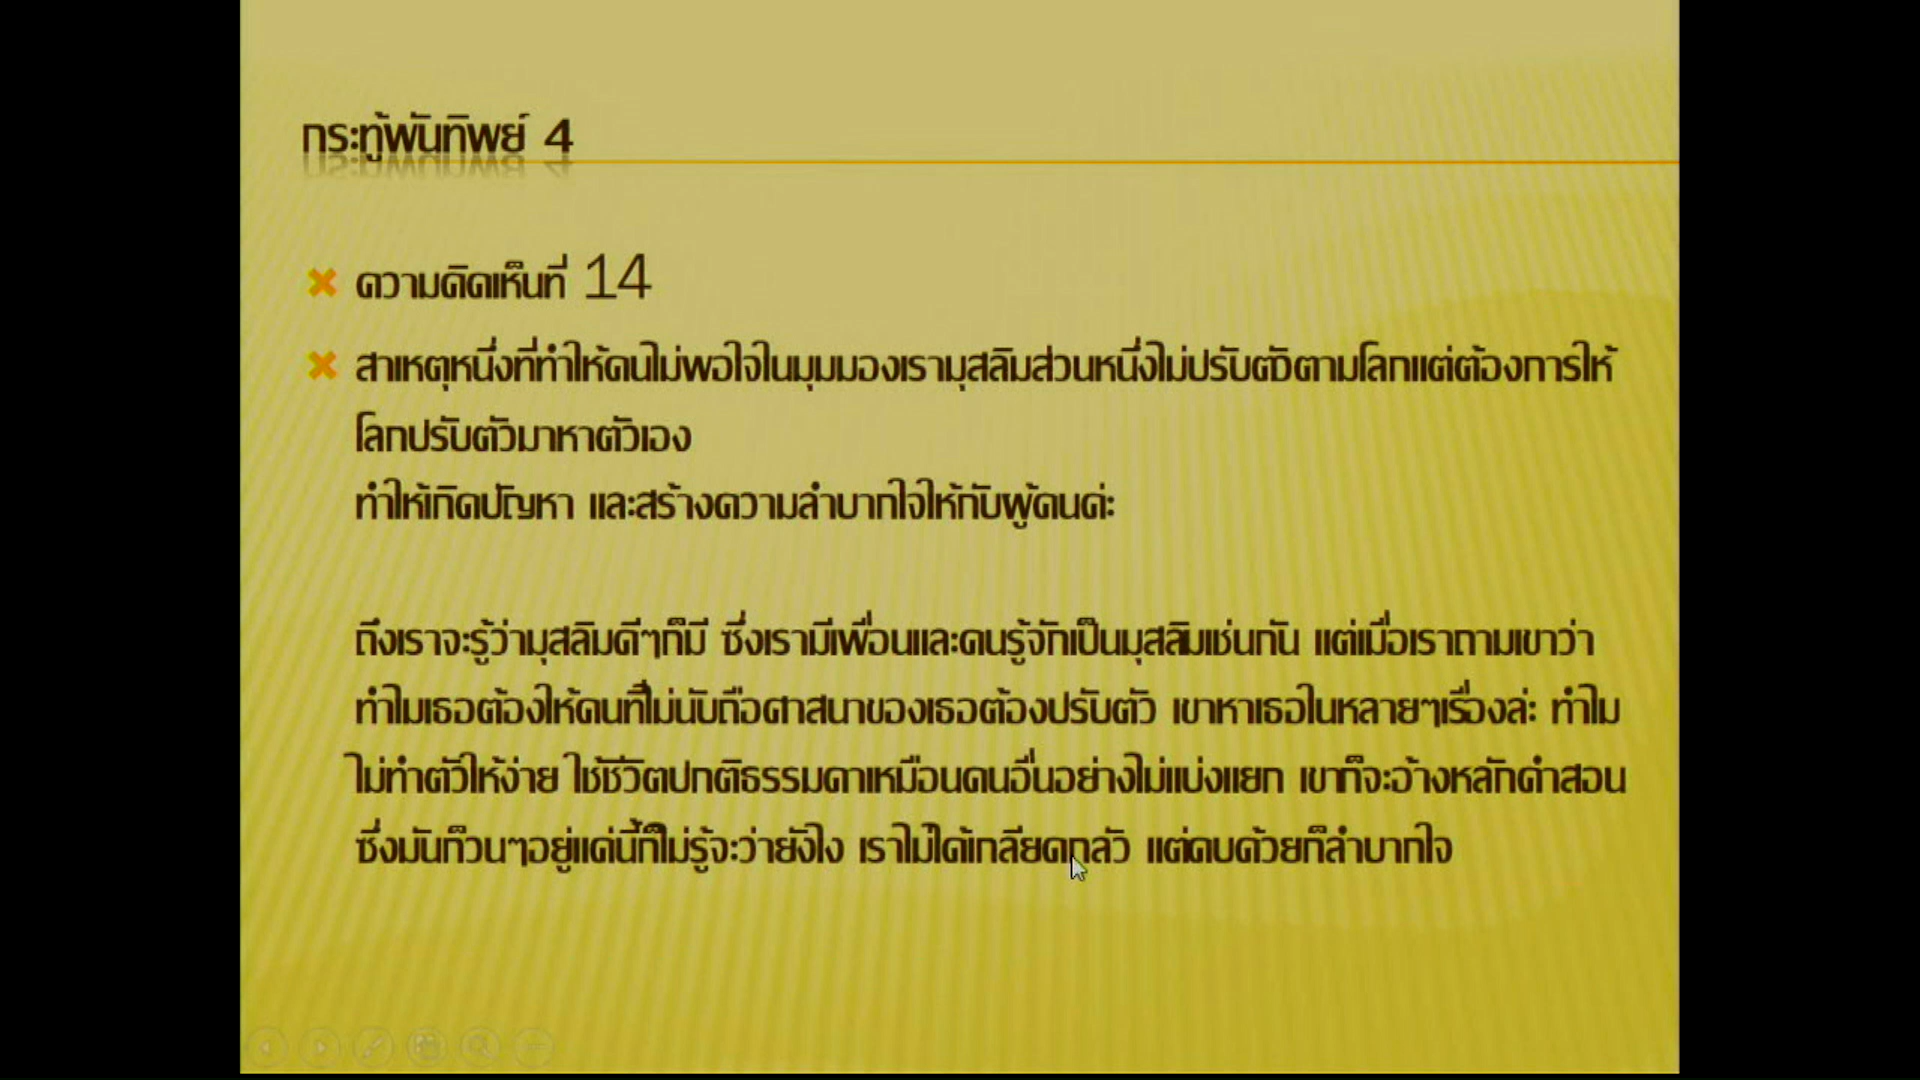 กระทู้พันทิพย์ 4
ความคิดเห็นที่ 14
สาเหตุหนึ่งที่ทำให้คนไม่พอใจในมุมมองเรามุสลิมส่วนหนึ่งไม่ปรับตัวตามโลกแต่ต้องการให้
โลกปรับตัวมาหาตัวเอง
ทำให้เกิดปัญหา และสร้างความลำบากใจให้กับผู้คนค่ะ
ถึงเราจะรู้ว่ามุสลิมดีๆก็มี ซึ่งเรามีเพื่อนและคนรู้จักเป็นมุสลิมเช่นกัน แต่เมื่อเราถามเขาว่า
ทำไมเธอต้องให้คนที่ไม่นับถือศาสนาของเธอต้องปรับตัว เขาหาเธอในหลายๆเรื่องล่ะ ทำไม
ไม่ทำตัวให้ง่าย ใช้ชีวิตปกติธรรมดาเหมือนคนอื่นอย่างไม่แบ่งแยก เขาก็จะอ้างหลักคำสอน
ซึ่งมันก็วนๆอยู่แค่นี้ก็ไม่รู้จะว่ายังไง เราไม่ได้เกลียดกลัว แต่คบด้วยก็ลำบากใจ